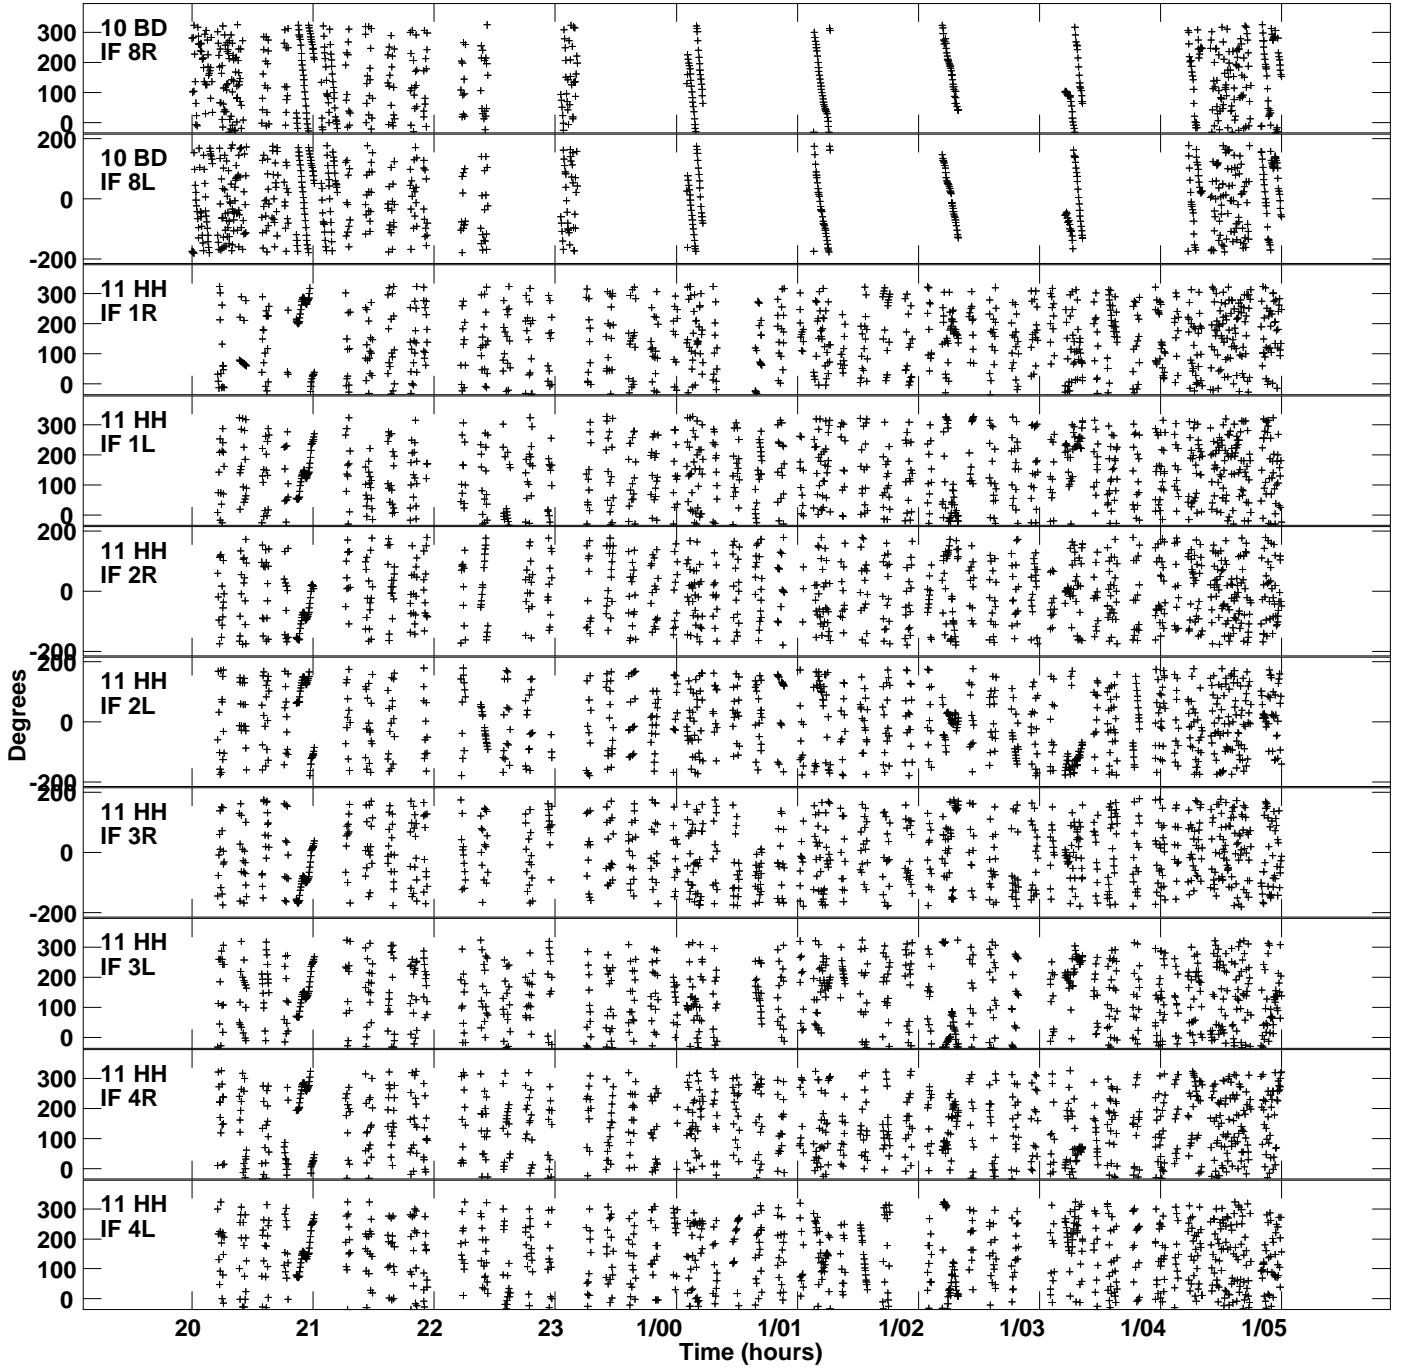 10 BD
IF 8R
300
200
100
0
10 BD
IF 8L
200
0
-200
11 HH
IF 1R
300
200
100
0
11 HH
IF 1L
300
200
100
0
11 HH
IF 2R
200
0
-200
11 HH
IF 2L
200
0
-200
11 HH
IF 3R
200
0
-200
11 HH
IF 3L
300
200
100
0
11 HH
IF 4R
300
200
100
0
11 HH
IF 4L
300
200
100
0
Degrees
20 21 22 23 1/00 1/01 1/02 1/03 1/04 1/05
Time (hours)